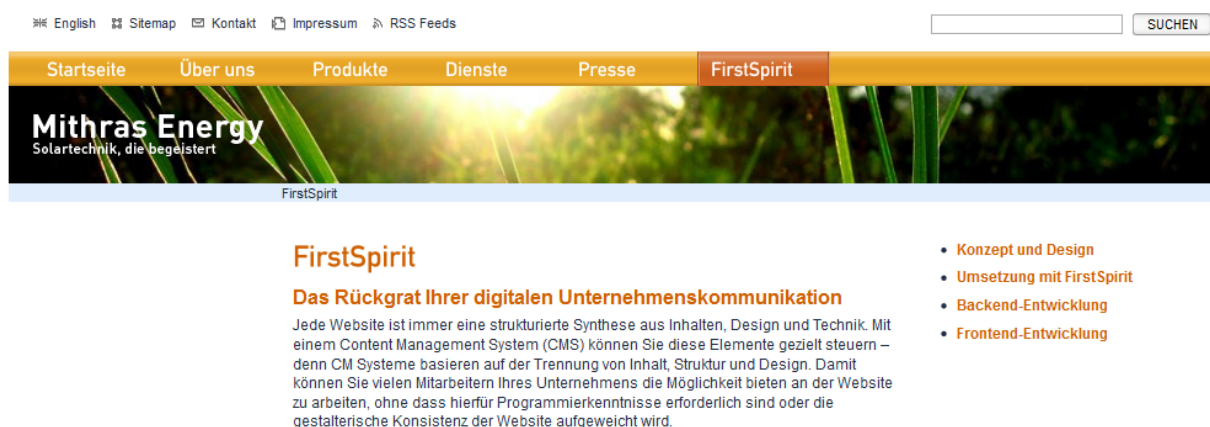 English Sitemap Kontakt Impressum RSS Feeds SUCHEN
Startseite Über uns Produkte Dienste Presse FirstSpirit
Mithras Energy
Solartechnik, die begeistert
FirstSpirit
FirstSpirit
Das Rückgrat Ihrer digitalen Unternehmenskommunikation
Jede Website ist immer eine strukturierte Synthese aus Inhalten, Design und Technik. Mit
einem Content Management System (CMS) können Sie diese Elemente gezielt steuern –
denn CM Systeme basieren auf der Trennung von Inhalt, Struktur und Design. Damit
können Sie vielen Mitarbeitern Ihres Unternehmens die Möglichkeit bieten an der Website
zu arbeiten, ohne dass hierfür Programmierkenntnisse erforderlich sind oder die
gestalterische Konsistenz der Website aufgeweicht wird.
Konzept und Design
Umsetzung mit FirstSpirit
Backend-Entwicklung
Frontend-Entwicklung